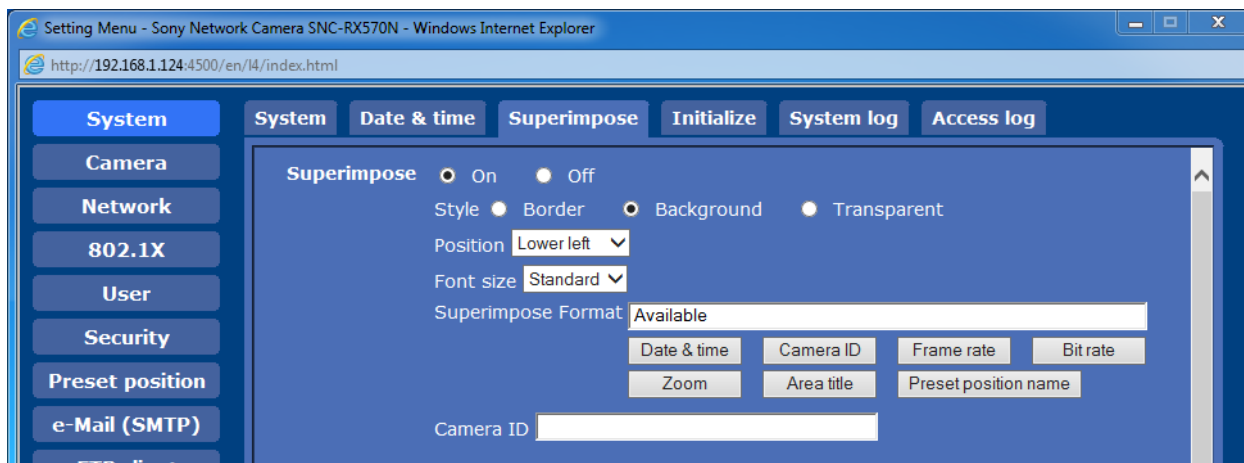 Setting Menu - Sony Network Camera SNC-RX570N - Windows Internet Explorer
http://192.168.1.124:4500/en/l4/index.html
System
Camera
Network
802.1X
User
Security
Preset position
e-Mail (SMTP)
System Date & time Superimpose Initialize System log Access log
Superimpose On Off
Style Border Background Transparent
Position Lower left
Font size Standard
Superimpose Format Available
Date & time Camera ID Frame rate Bit rate
Zoom Area title Preset position name
Camera ID